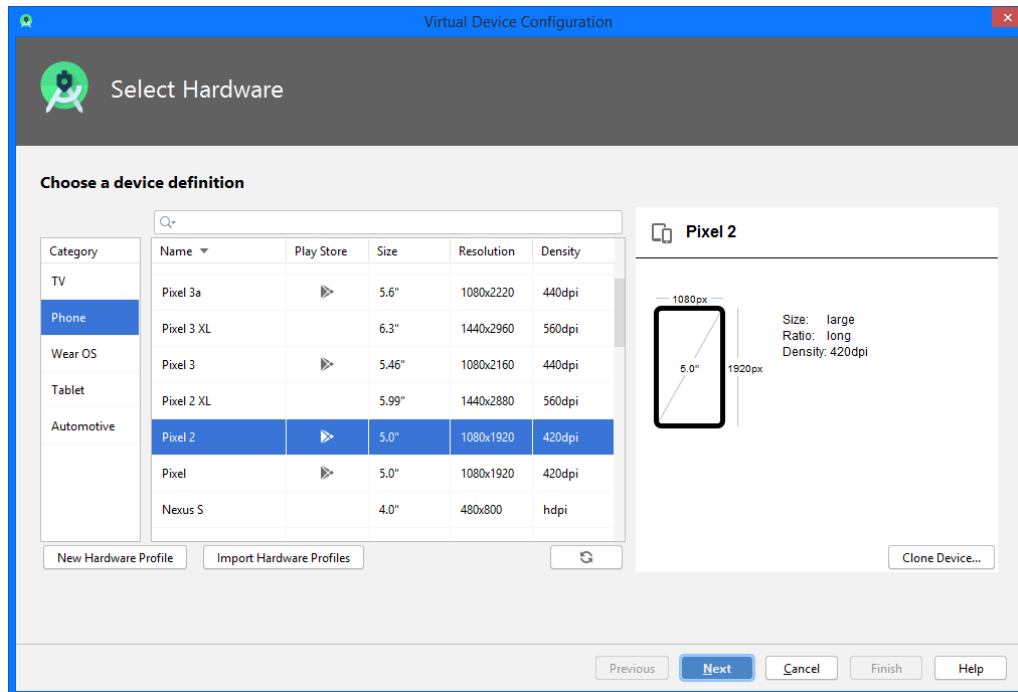 Virtual Device Configuration
Select Hardware
Choose a device definition
Category
TV
Phone
Wear OS
Tablet
Automotive
Name Play Store Size Resolution Density
Pixel 3a 5.6" 1080x2220 440dpi
Pixel 3 XL 6.3" 1440x2960 560dpi
Pixel 3 5.46" 1080x2160 440dpi
Pixel 2 XL 5.99" 1440x2880 560dpi
Pixel 2 5.0" 1080x1920 420dpi
Pixel 5.0" 1080x1920 420dpi
Nexus S 4.0" 480x800 hdpi
New Hardware Profile Import Hardware Profiles
Pixel 2
1080px
5.0"
1920px
Size: large
Ratio: long
Density: 420dpi
Clone Device...
Previous Next Cancel Finish Help